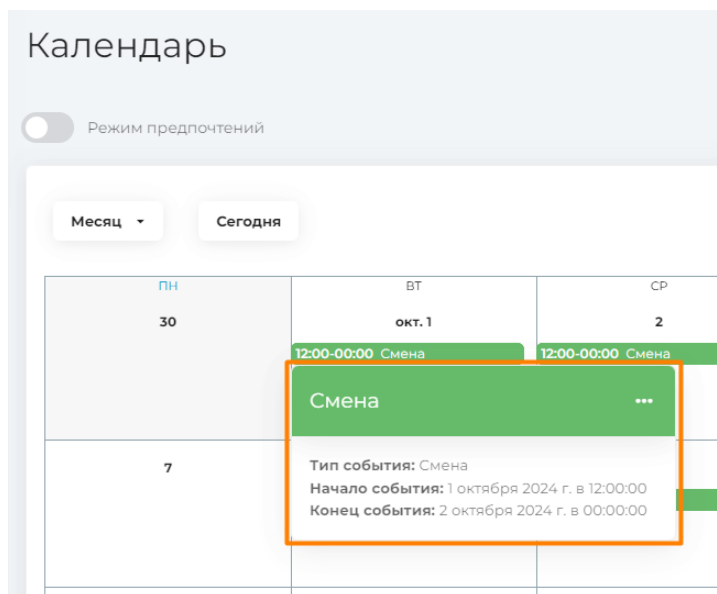 Календарь
Режим предпочтений
Месяц Сегодня
ПН ВТ СР
30 окт. 1 2
12:00-00:00 Смена 12:00-00:00 Смена
Смена
7
Тип события: Смена
Начало события: 1 октября 2024 г. в 12:00:00
Конец события: 2 октября 2024 г. в 00:00:00